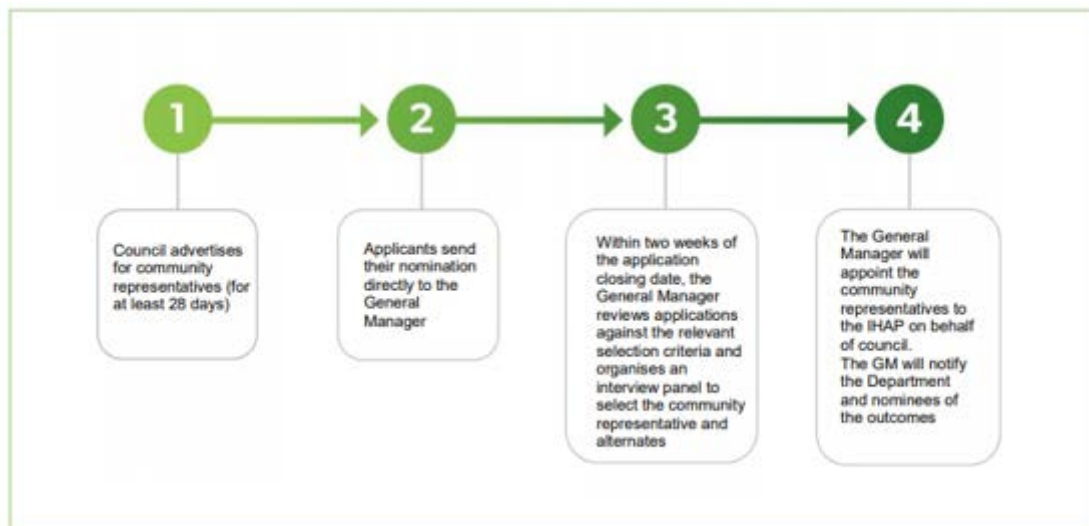 1
2
3
4
Council advertises
for community
representatives (for
at least 28 days)
Applicants send
their nomination
directly to the
General
Manager
Within two weeks of
the application
closing date, the
General Manager
reviews applications
against the relevant
selection criteria and
organises an
interview panel to
select the community
representative and
alternates
The General
Manager will
appoint the
community
representatives to
the IHAP on behalf
of council.
The GM will notify
the Department
and nominees of
the outcomes